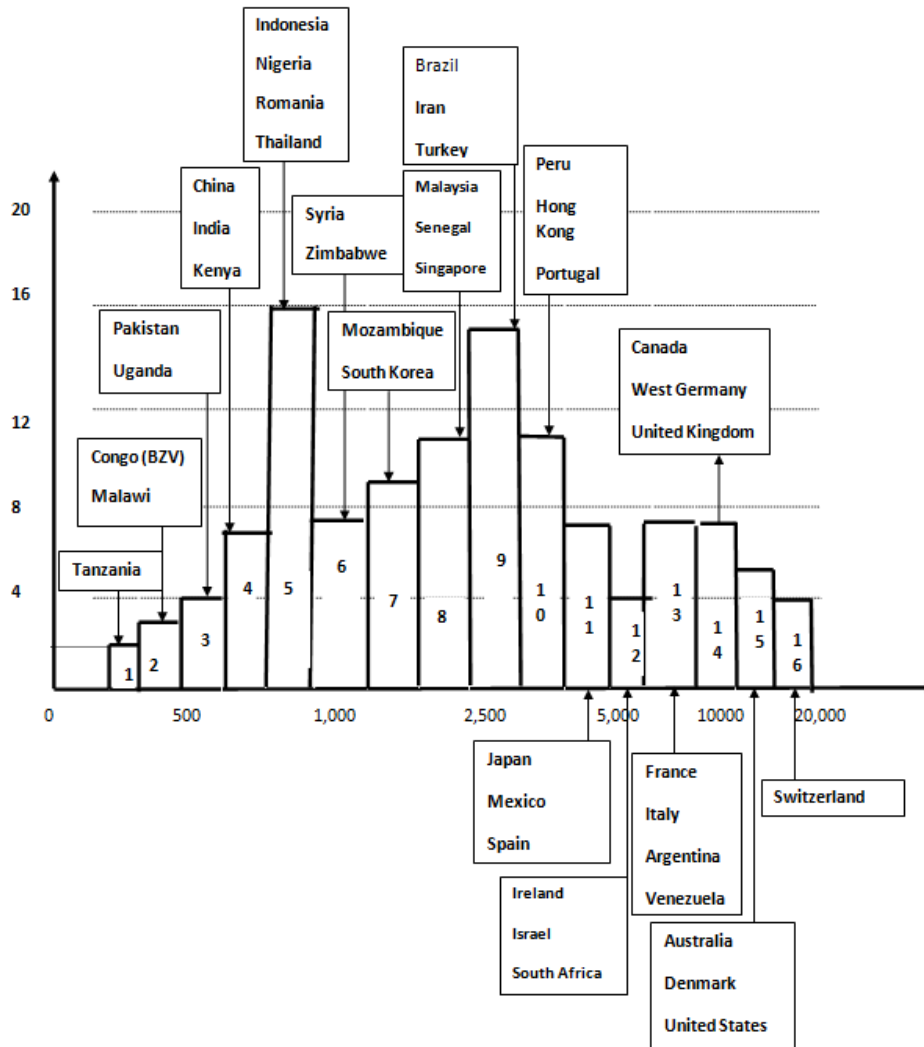 Indonesia
Nigeria
Romania
Thailand
Brazil
Iran
Turkey
Peru
Hong
Kong
Portugal
China
India
Kenya
Syria
Zimbabwe
Malaysia
Senegal
Singapore
Pakistan
Uganda
Mozambique
South Korea
Canada
West Germany
United Kingdom
Congo (BZV)
Malawi
Tanzania
20
16
12
8
4
1
2
3
4
5
6
7
8
9
1
0
1
1
1
2
1
3
1
4
1
5
1
6
0
500
1,000
2,500
5,000
10000
20,000
Japan
Mexico
Spain
France
Italy
Argentina
Venezuela
Switzerland
Ireland
Israel
South Africa
Australia
Denmark
United States